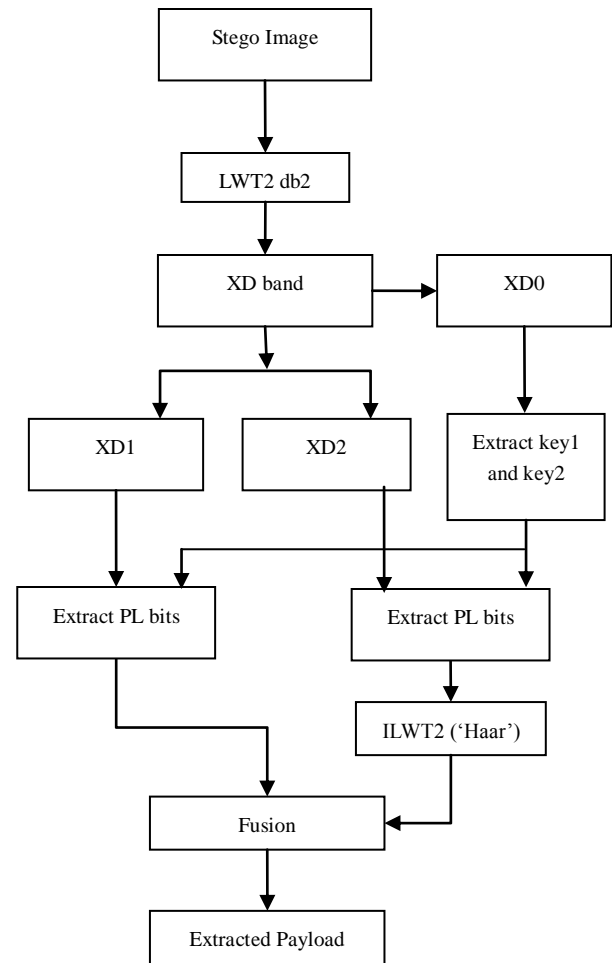 Stego Image
LWT2 db2
XD band
XD0
XD1
XD2
Extract key1
and key2
Extract PL bits
Extract PL bits
ILWT2 (‘Haar’)
Fusion
Extracted Payload